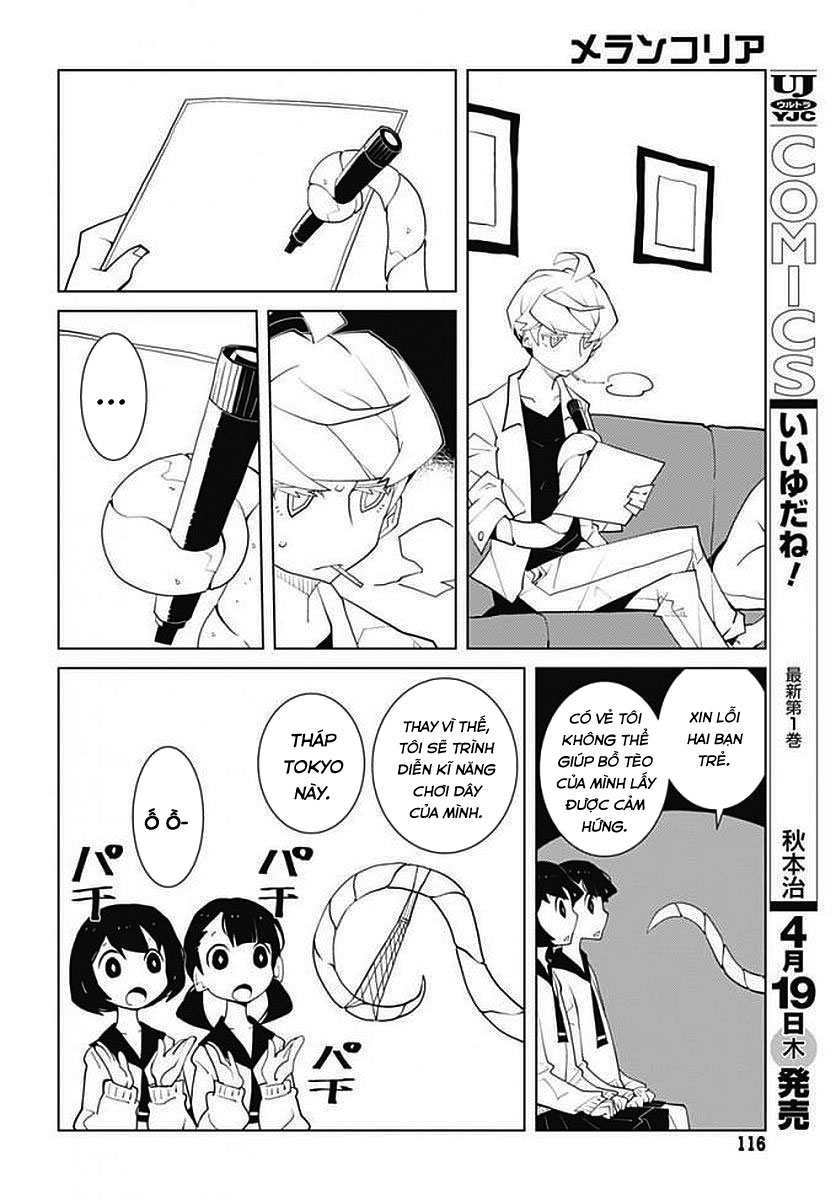 メランコリア
UJ
ウルトラ
YJC
COMICS
いいゆだね!
最新第1巻
秋本治
4月19日木発売
...
XIN LỖI
HAI BẠN
TRẺ.
CÓ VẺ TÔI
KHÔNG THỂ
GIÚP BỒ TÈO
CỦA MÌNH LẤY
ĐƯỢC CẢM
HỨNG.
THAY VÌ THẾ,
TÔI SẼ TRÌNH
DIỄN KĨ NĂNG
CHƠI DÂY
CỦA MÌNH.
THÁP
TOKYO
NÀY.
Ố Ồ-
パチ
パチ
パチ
116